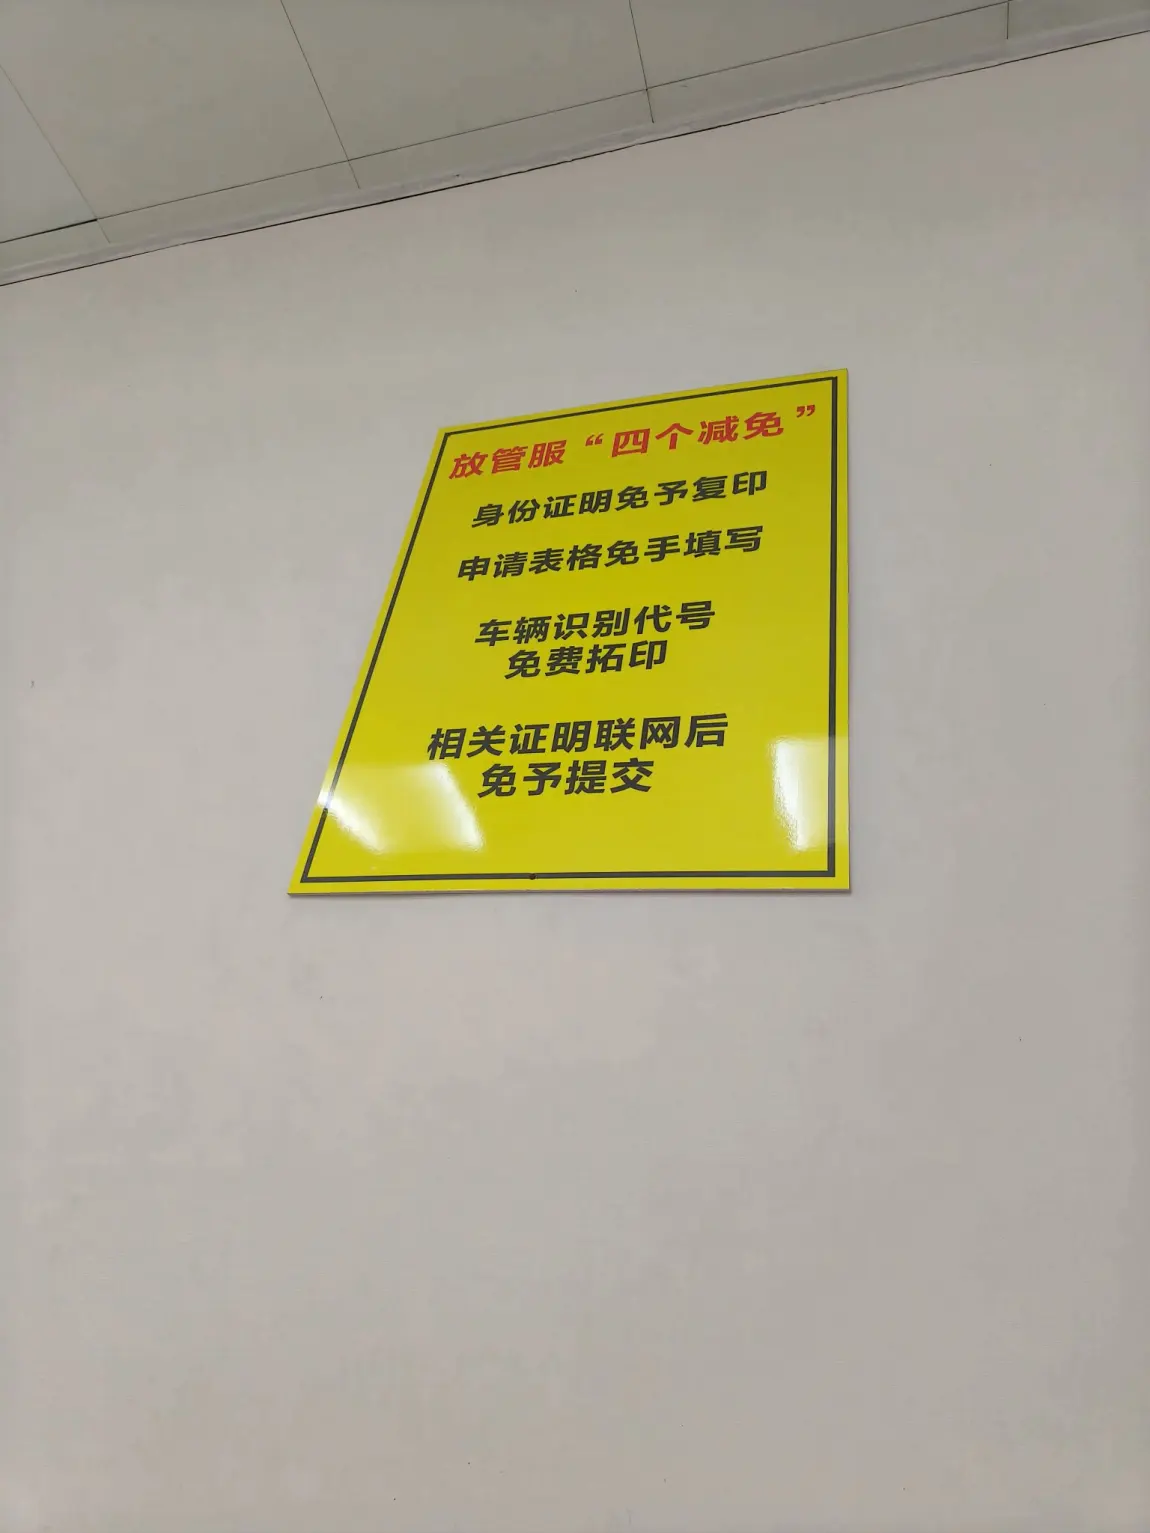 放管服“四个减免”
身份证明免予复印
申请表格免手填写
车辆识别代号
免费拓印
相关证明联网后
免予提交